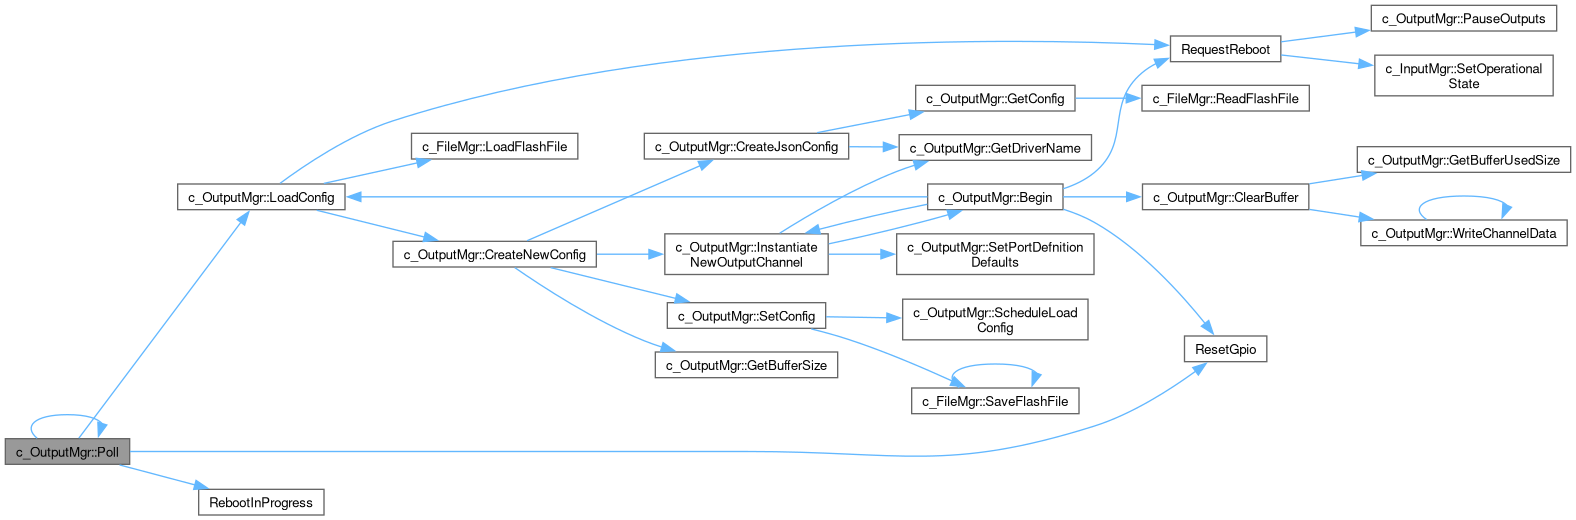 c_OutputMgr::PauseOutputs
RequestReboot
c_InputMgr::SetOperational
State
c_OutputMgr::GetConfig
c_FileMgr::ReadFlashFile
c_FileMgr::LoadFlashFile
c_OutputMgr::CreateJsonConfig
c_OutputMgr::GetDriverName
c_OutputMgr::GetBufferUsedSize
c_OutputMgr::LoadConfig
c_OutputMgr::Begin
c_OutputMgr::ClearBuffer
c_OutputMgr::WriteChannelData
c_OutputMgr::CreateNewConfig
c_OutputMgr::Instantiate
NewOutputChannel
c_OutputMgr::SetPortDefnition
Defaults
c_OutputMgr::SetConfig
c_OutputMgr::ScheduleLoad
Config
ResetGpio
c_OutputMgr::GetBufferSize
c_FileMgr::SaveFlashFile
c_OutputMgr::Poll
RebootInProgress